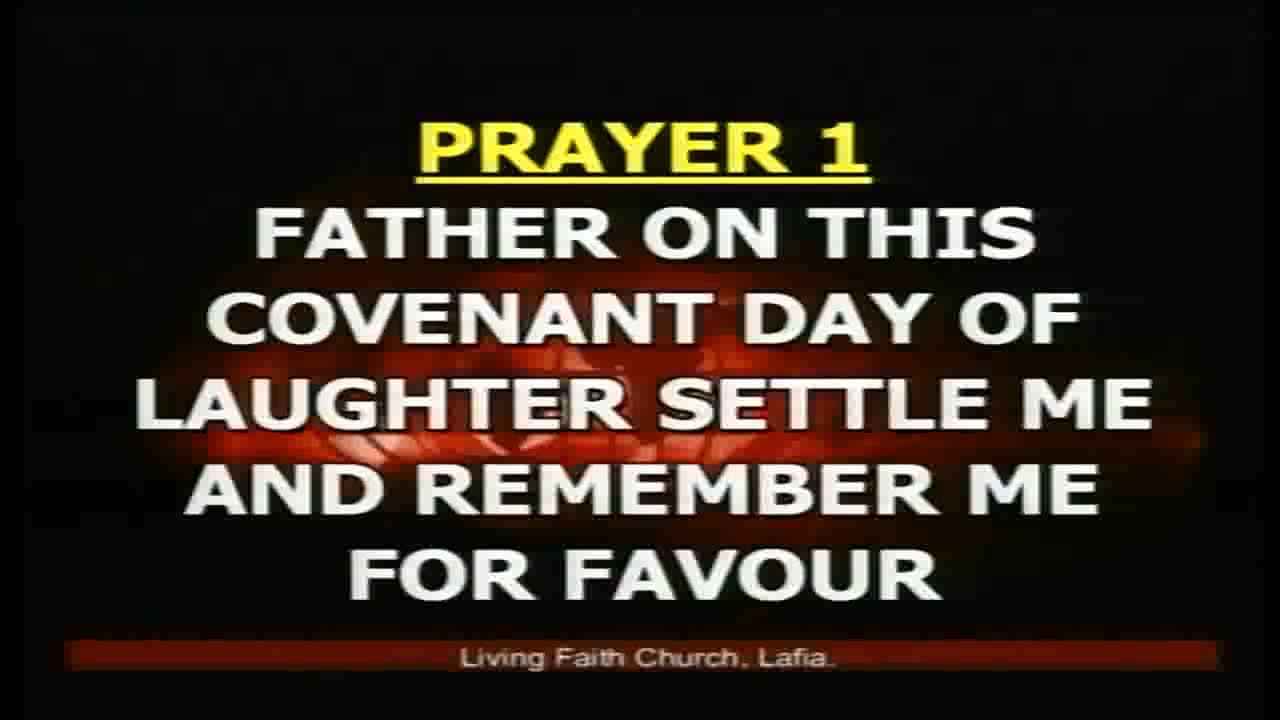 PRAYER 1
FATHER ON THIS
COVENANT DAY OF
LAUGHTER SETTLE ME
AND REMEMBER ME
FOR FAVOUR
Living Faith Church, Lafia.